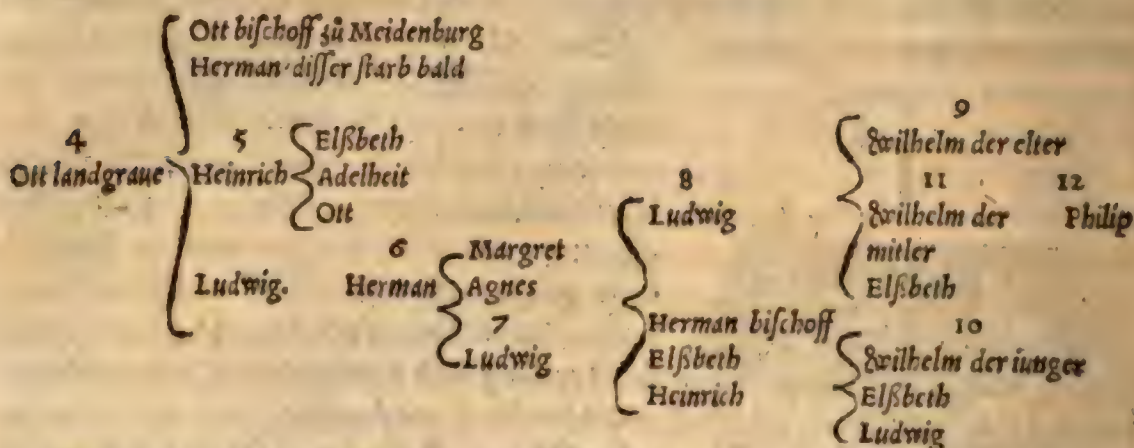 Ott bischoff zů Meidenburg
Herman disser starb bald
4
Ott landgraue
5
Heinrich
Elßbeth
Adelheit
Ott
Ludwig.
6
Herman
Margret
Agnes
7
Ludwig
8
Ludwig
Herman bischoff
Elßbeth
Heinrich
9
Wilhelm der elter
11
Wilhelm der
mitler
Elßbeth
12
Philip
10
Wilhelm der iunger
Elßbeth
Ludwig